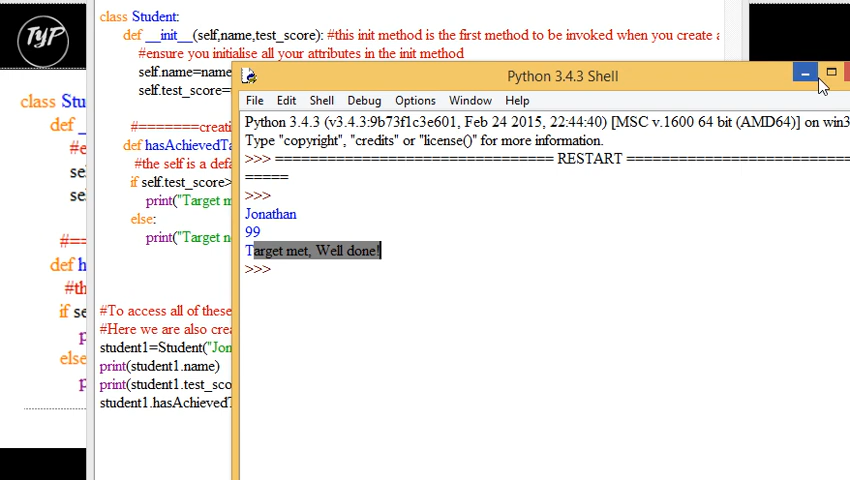 TyP
class Stu
def _
#e
se
se
#==
def h
#th
if se
p
else
p
class Student:
def __init__(self,name,test_score): #this init method is the first method to be invoked when you create a
#ensure you initialise all your attributes in the init method
self.name=name
self.test_score=
#=======creati
def hasAchievedTa
#the self is a defa
if self.test_score>
print("Target m
else:
print("Target n
#To access all of these
#Here we are also crea
student1=Student("Jon
print(student1.name)
print(student1.test_sco
student1.hasAchievedT
Python 3.4.3 Shell
File Edit Shell Debug Options Window Help
Python 3.4.3 (v3.4.3:9b73f1c3e601, Feb 24 2015, 22:44:40) [MSC v.1600 64 bit (AMD64)] on win3
Type "copyright", "credits" or "license()" for more information.
>>> ================================ RESTART ==========================
=====
>>>
Jonathan
99
Target met, Well done!
>>>